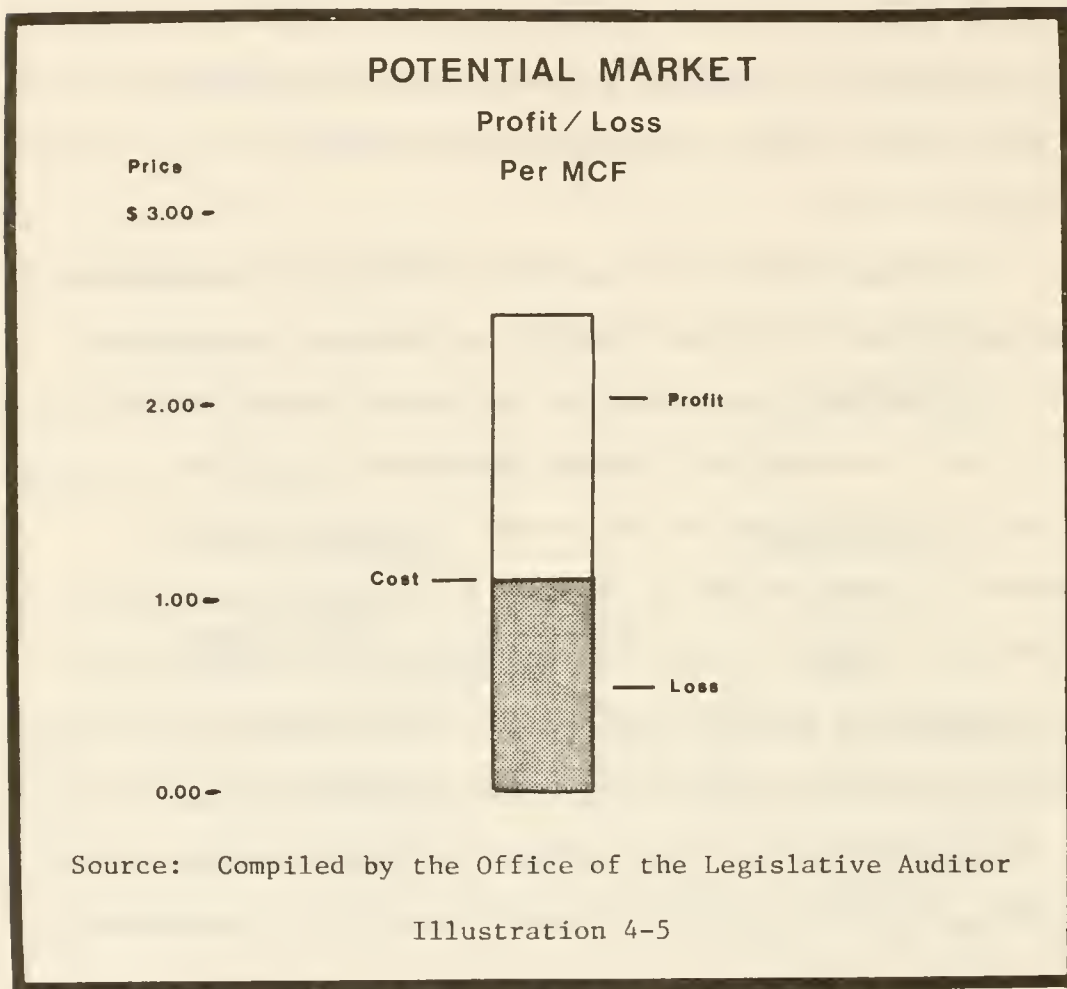 POTENTIAL MARKET
Profit / Loss
Per MCF
Price
$ 3.00
2.00
Profit
Cost
1.00
Loss
0.00
Source: Compiled by the Office of the Legislative Auditor
Illustration 4-5